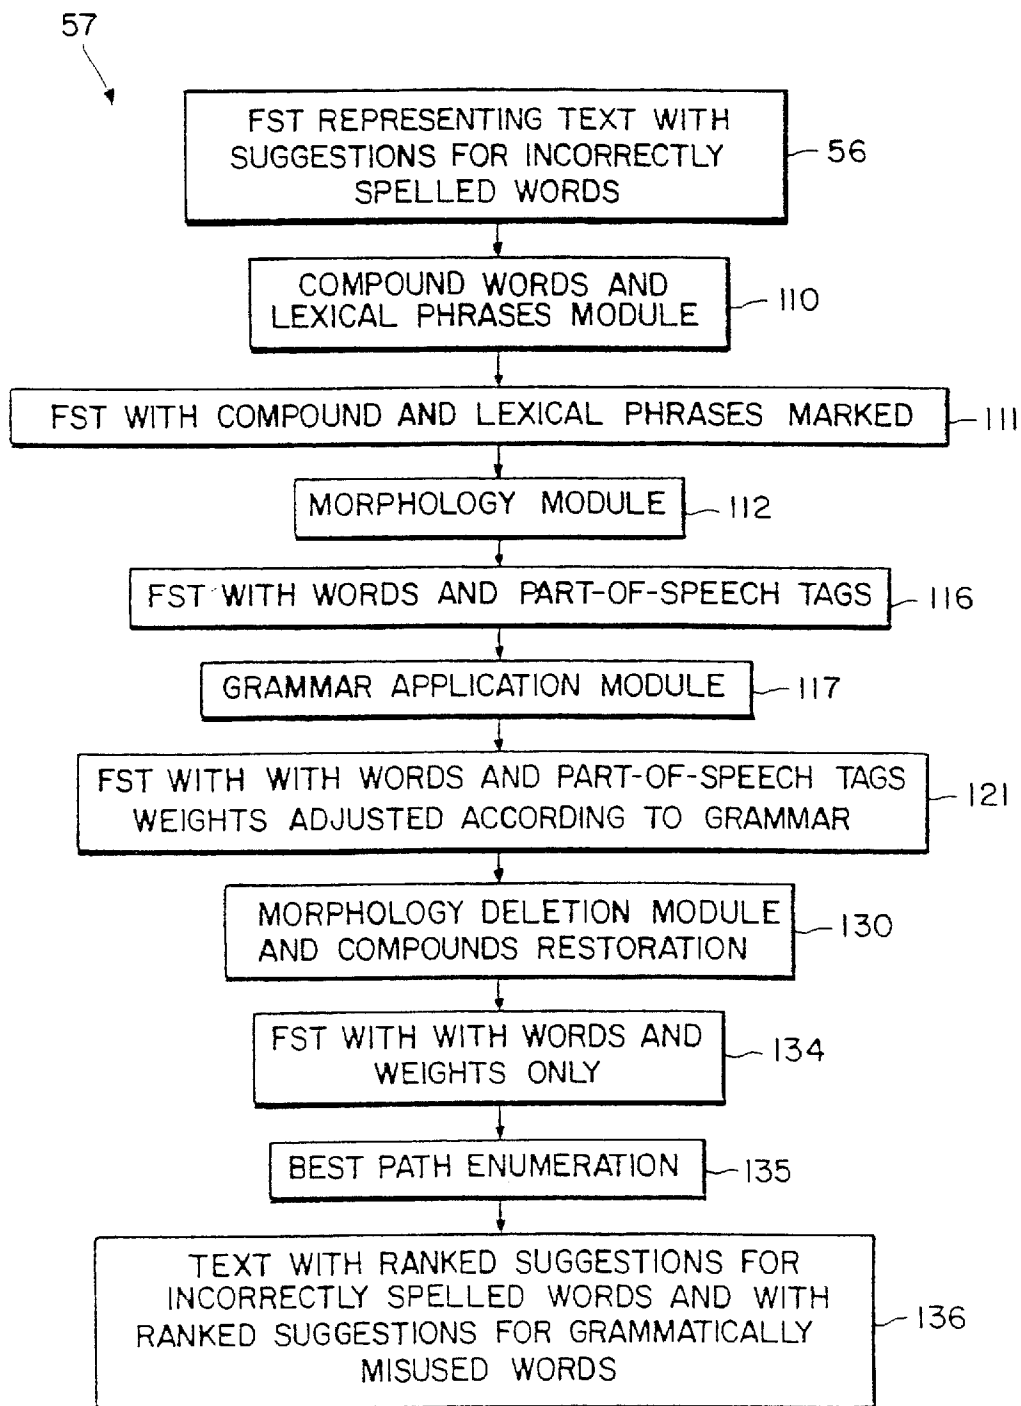 57
FST REPRESENTING TEXT WITH
SUGGESTIONS FOR INCORRECTLY
SPELLED WORDS
56
COMPOUND WORDS AND
LEXICAL PHRASES MODULE
110
FST WITH COMPOUND AND LEXICAL PHRASES MARKED
111
MORPHOLOGY MODULE
112
FST WITH WORDS AND PART-OF-SPEECH TAGS
116
GRAMMAR APPLICATION MODULE
117
FST WITH WITH WORDS AND PART-OF-SPEECH TAGS
WEIGHTS ADJUSTED ACCORDING TO GRAMMAR
121
MORPHOLOGY DELETION MODULE
AND COMPOUNDS RESTORATION
130
FST WITH WITH WORDS AND
WEIGHTS ONLY
134
BEST PATH ENUMERATION
135
TEXT WITH RANKED SUGGESTIONS FOR
INCORRECTLY SPELLED WORDS AND WITH
RANKED SUGGESTIONS FOR GRAMMATICALLY
MISUSED WORDS
136